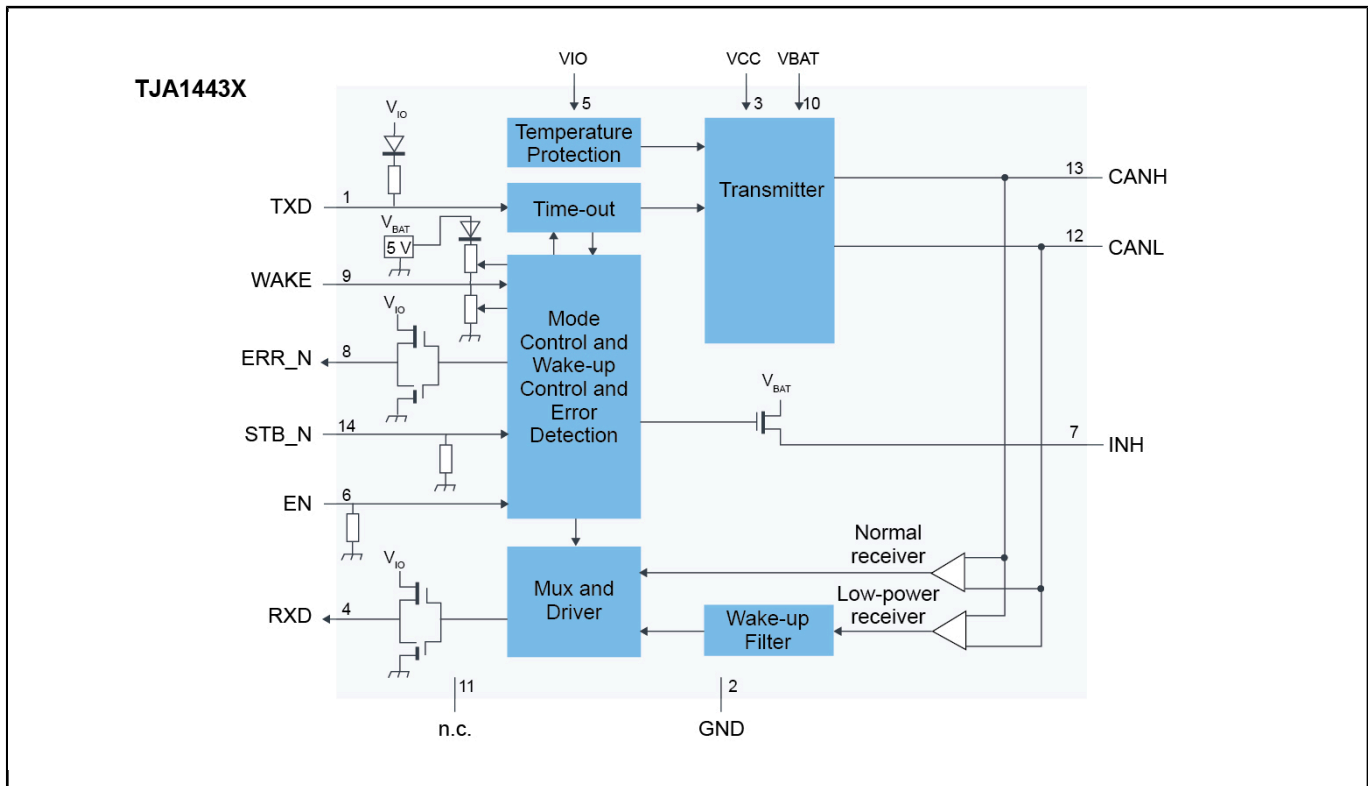 VIO
VCC
VBAT
TJA1443X
5
3
10
VIO
Temperature
Protection
Transmitter
13
CANH
TXD
1
Time-out
VBAT
5 V
12
CANL
WAKE
9
VIO
Mode
Control and
Wake-up
Control and
Error
Detection
ERR_N
8
VBAT
STB_N
14
7
INH
EN
6
Normal
receiver
VIO
Mux and
Driver
RXD
4
Low-power
receiver
Wake-up
Filter
11
2
n.c.
GND